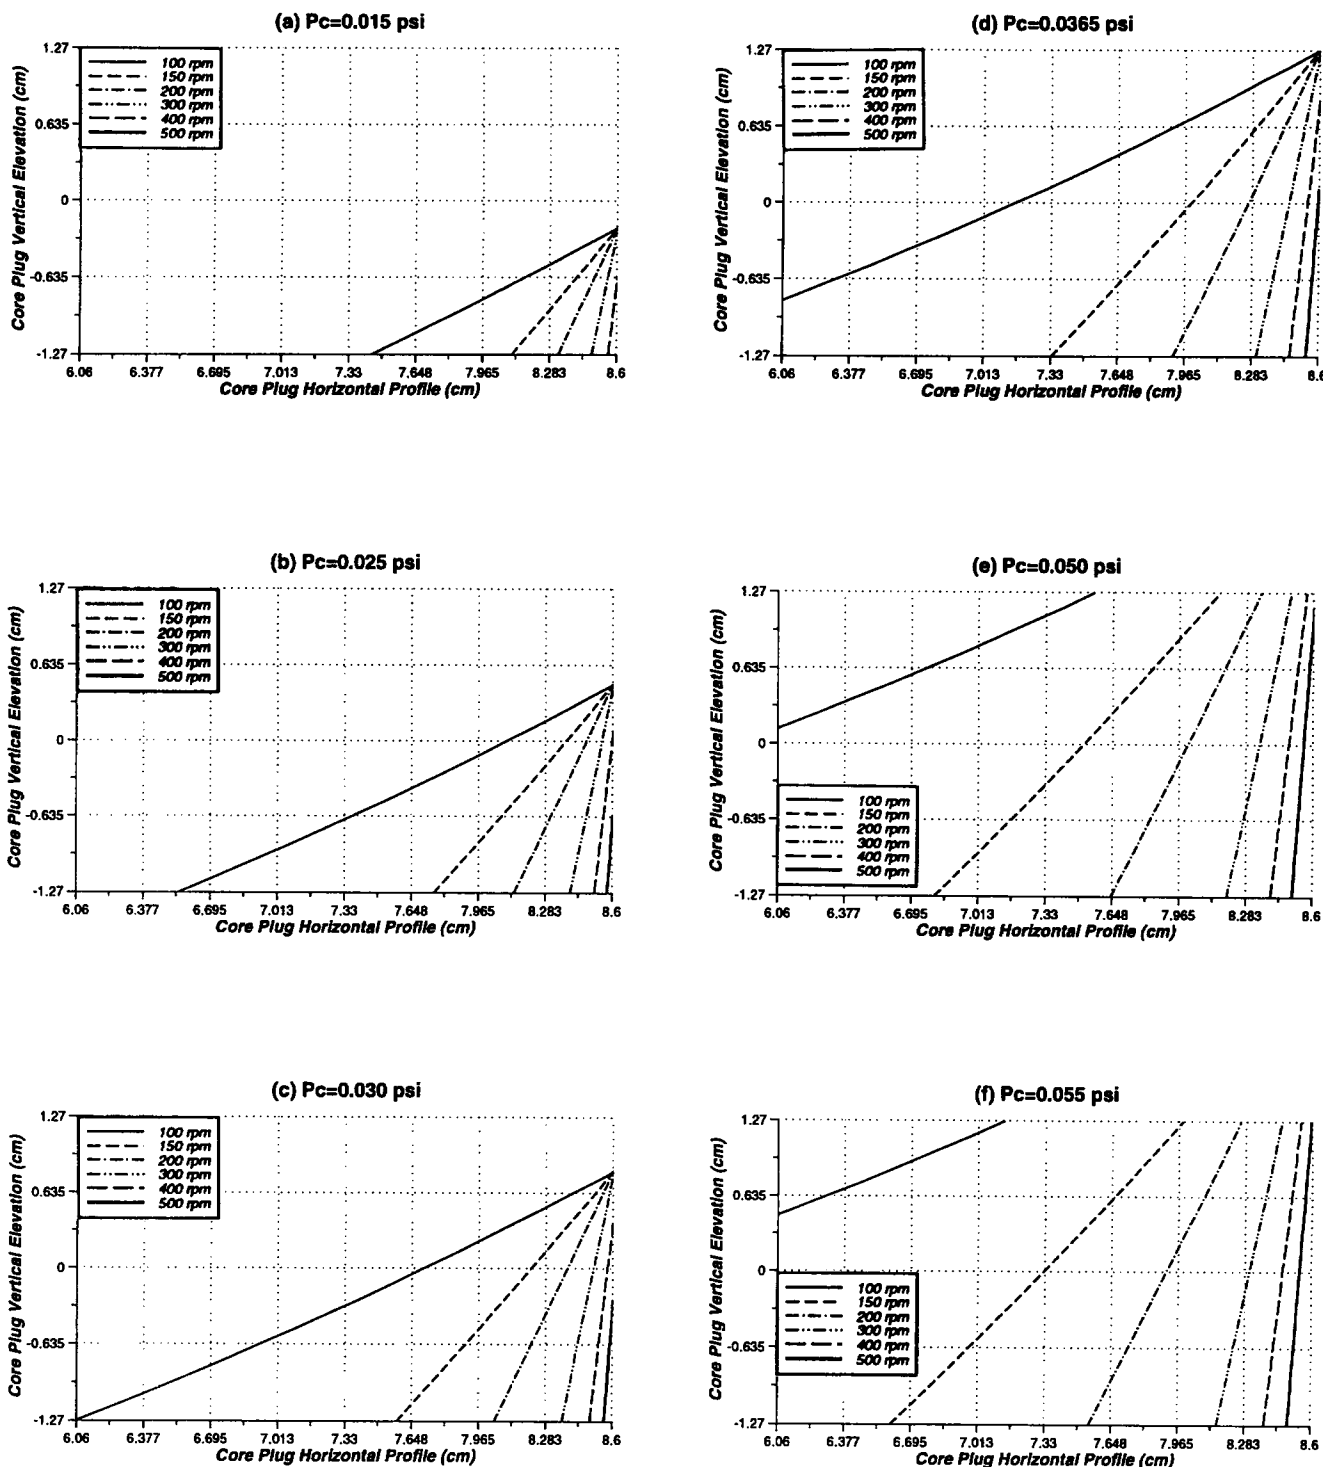 (a) Pc=0.015 psi
Core Plug Vertical Elevation (cm)
1.27
0.635
0
-0.635
-1.27
100 rpm
150 rpm
200 rpm
300 rpm
400 rpm
500 rpm
6.06 6.377 6.695 7.013 7.33 7.648 7.965 8.283 8.6
Core Plug Horizontal Profile (cm)
(d) Pc=0.0365 psi
Core Plug Vertical Elevation (cm)
1.27
0.635
0
-0.635
-1.27
100 rpm
150 rpm
200 rpm
300 rpm
400 rpm
500 rpm
6.06 6.377 6.695 7.013 7.33 7.648 7.965 8.283 8.6
Core Plug Horizontal Profile (cm)
(b) Pc=0.025 psi
Core Plug Vertical Elevation (cm)
1.27
0.635
0
-0.635
-1.27
100 rpm
150 rpm
200 rpm
300 rpm
400 rpm
500 rpm
6.06 6.377 6.695 7.013 7.33 7.648 7.965 8.283 8.6
Core Plug Horizontal Profile (cm)
(e) Pc=0.050 psi
Core Plug Vertical Elevation (cm)
1.27
0.635
0
-0.635
-1.27
100 rpm
150 rpm
200 rpm
300 rpm
400 rpm
500 rpm
6.06 6.377 6.695 7.013 7.33 7.648 7.965 8.283 8.6
Core Plug Horizontal Profile (cm)
(c) Pc=0.030 psi
Core Plug Vertical Elevation (cm)
1.27
0.635
0
-0.635
-1.27
100 rpm
150 rpm
200 rpm
300 rpm
400 rpm
500 rpm
6.06 6.377 6.695 7.013 7.33 7.648 7.965 8.283 8.6
Core Plug Horizontal Profile (cm)
(f) Pc=0.055 psi
Core Plug Vertical Elevation (cm)
1.27
0.635
0
-0.635
-1.27
100 rpm
150 rpm
200 rpm
300 rpm
400 rpm
500 rpm
6.06 6.377 6.695 7.013 7.33 7.648 7.965 8.283 8.6
Core Plug Horizontal Profile (cm)